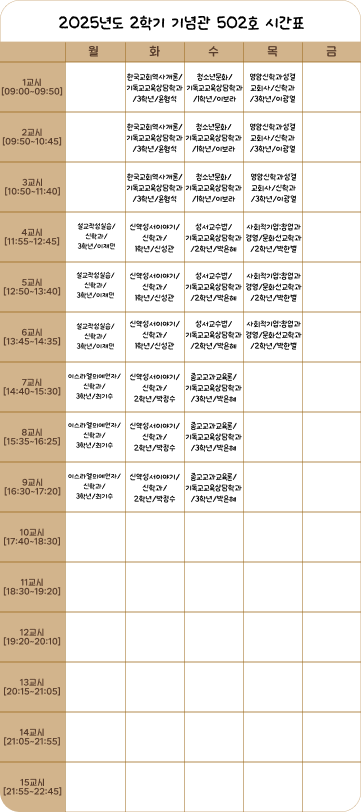 2025년도 2학기 기념관 502호 시간표
월 화 수 목 금
1교시
[09:00~09:50]
한국교회역사개론/
기독교교육상담학과
/3학년/윤형석
청소년문화/
기독교교육상담학과
/1학년/이보라
영암신학과성결
교회사/신학과
/3학년/이광열
2교시
[09:50~10:45]
한국교회역사개론/
기독교교육상담학과
/3학년/윤형석
청소년문화/
기독교교육상담학과
/1학년/이보라
영암신학과성결
교회사/신학과
/3학년/이광열
3교시
[10:50~11:40]
한국교회역사개론/
기독교교육상담학과
/3학년/윤형석
청소년문화/
기독교교육상담학과
/1학년/이보라
영암신학과성결
교회사/신학과
/3학년/이광열
4교시
[11:55~12:45]
설교작성실습/
신학과/
3학년/이재민
신약성서이야기/
신학과/
1학년/신성관
성서교수법/
기독교교육상담학과
/2학년/박은혜
사회적기업:창업과
경영/문화선교학과
/2학년/박한별
5교시
[12:50~13:40]
설교작성실습/
신학과/
3학년/이재민
신약성서이야기/
신학과/
1학년/신성관
성서교수법/
기독교교육상담학과
/2학년/박은혜
사회적기업:창업과
경영/문화선교학과
/2학년/박한별
6교시
[13:45~14:35]
설교작성실습/
신학과/
3학년/이재민
신약성서이야기/
신학과/
1학년/신성관
성서교수법/
기독교교육상담학과
/2학년/박은혜
사회적기업:창업과
경영/문화선교학과
/2학년/박한별
7교시
[14:40~15:30]
이스라엘의예언자/
신학과/
3학년/최기수
신약성서이야기/
신학과/
2학년/박정수
종교교과교육론/
기독교교육상담학과
/3학년/박은혜
8교시
[15:35~16:25]
이스라엘의예언자/
신학과/
3학년/최기수
신약성서이야기/
신학과/
2학년/박정수
종교교과교육론/
기독교교육상담학과
/3학년/박은혜
9교시
[16:30~17:20]
이스라엘의예언자/
신학과/
3학년/최기수
신약성서이야기/
신학과/
2학년/박정수
종교교과교육론/
기독교교육상담학과
/3학년/박은혜
10교시
[17:40~18:30]
11교시
[18:30~19:20]
12교시
[19:20~20:10]
13교시
[20:15~21:05]
14교시
[21:05~21:55]
15교시
[21:55~22:45]